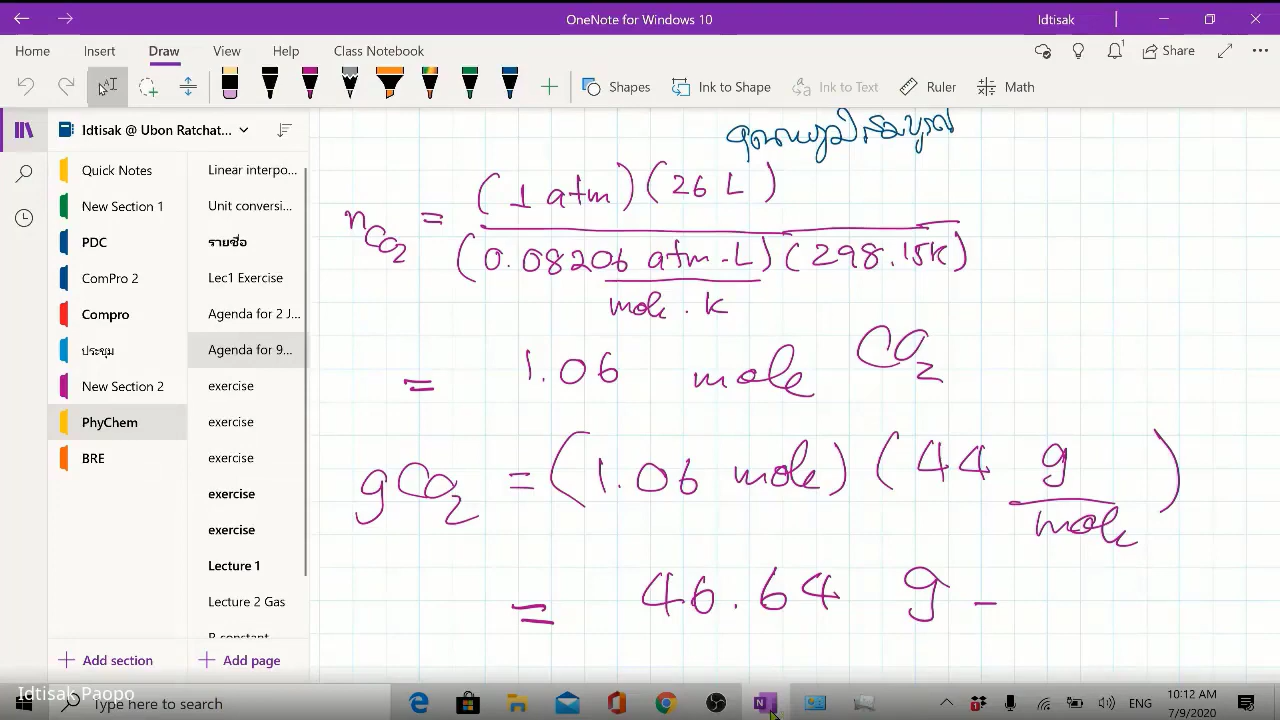 OneNote for Windows 10
Idtisak
Home Insert Draw View Help Class Notebook
Share
Shapes Ink to Shape Ink to Text Ruler Math
Idtisak @ Ubon Ratchat...
Quick Notes
New Section 1
PDC
ComPro 2
Compro
ประชุม
New Section 2
PhyChem
BRE
Add section
Linear interpo...
Unit conversi...
รายชื่อ
Lec1 Exercise
Agenda for 2 J...
Agenda for 9...
exercise
exercise
exercise
exercise
exercise
Lecture 1
Lecture 2 Gas
R constant
Add page
n CO2 = (1 atm)(26 L)
(0.08206 atm.L)(298.15K)
mole . K
= 1.06 mole CO2
gCO2 = (1.06 mole)(44 g
mole)
= 46.64 g -
Idtisak Paopo
Type here to search
ENG
10:12 AM
7/9/2020